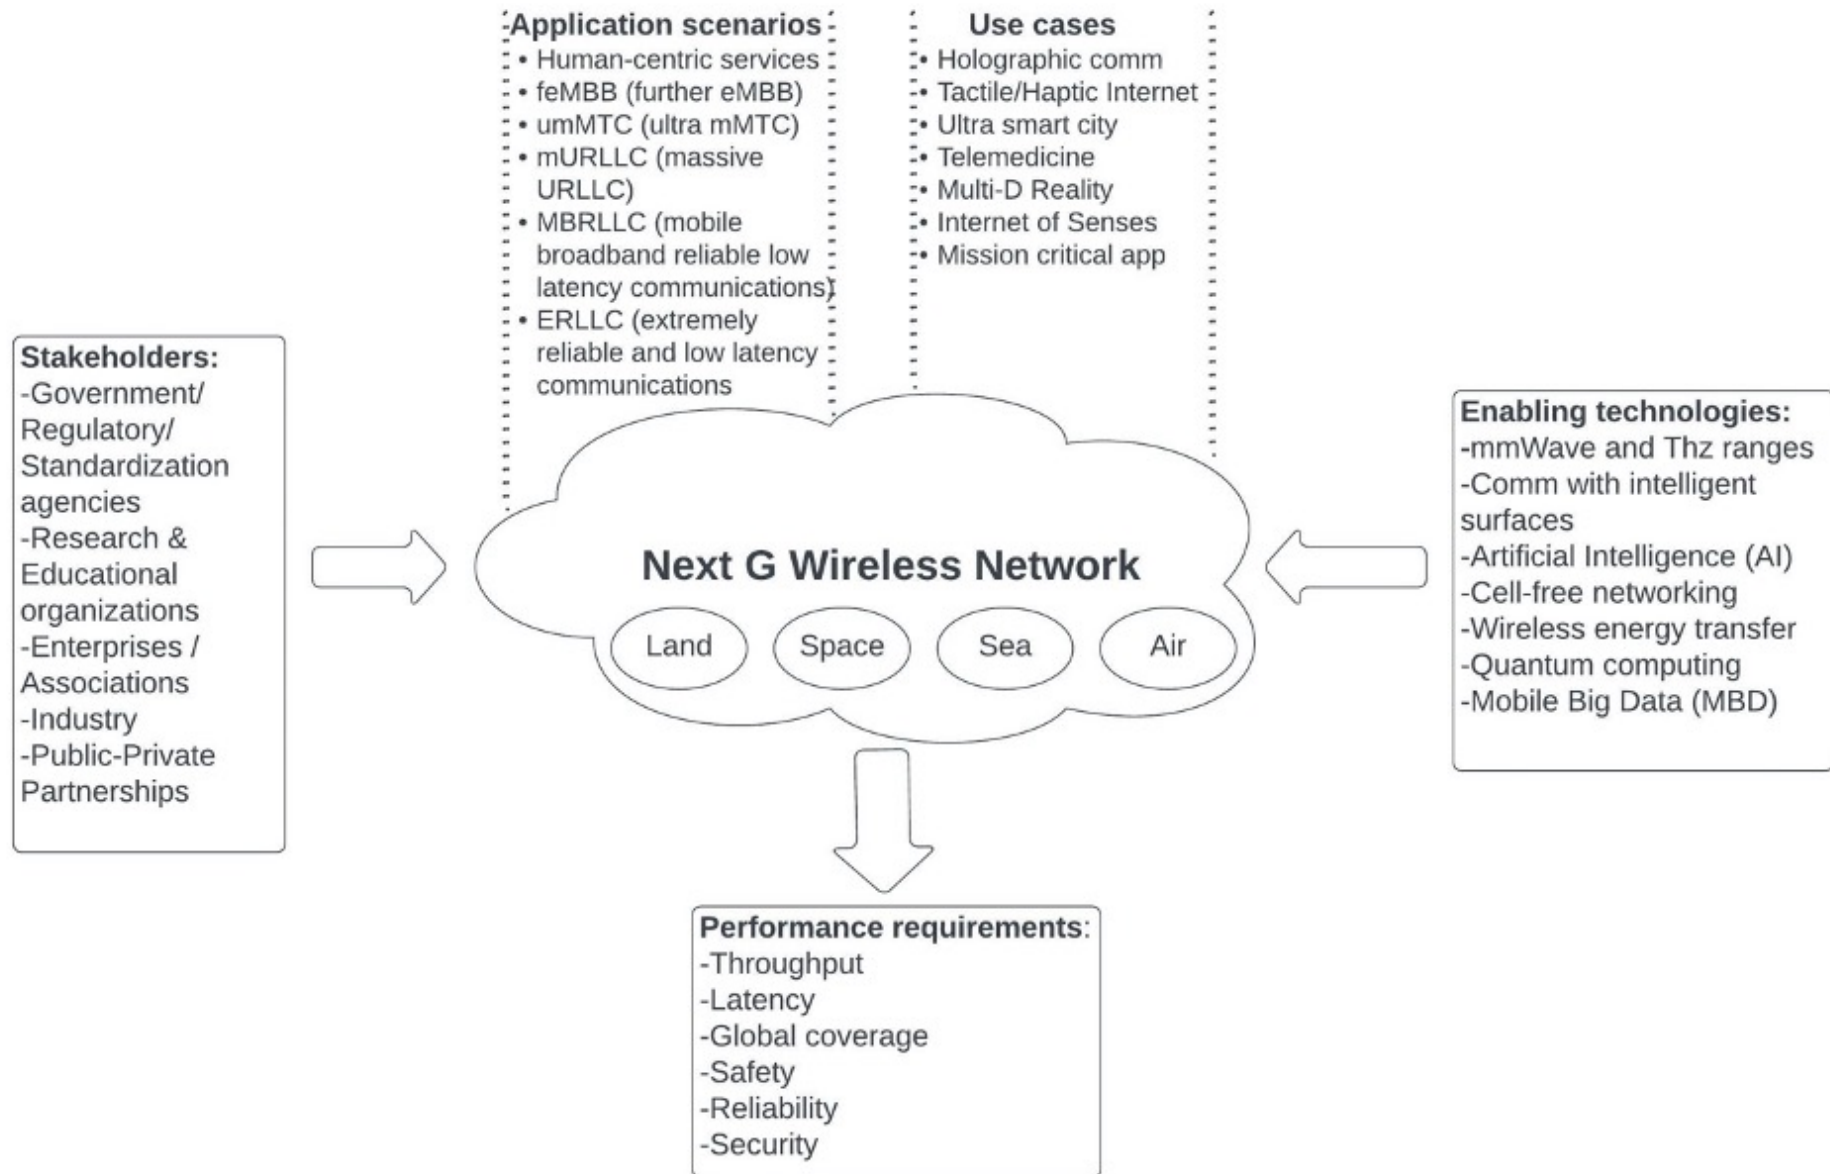 Application scenarios
• Human-centric services
• feMBB (further eMBB)
• umMTC (ultra mMTC)
• mURLLC (massive
URLLC)
• MBRLLC (mobile
broadband reliable low
latency communications)
• ERLLC (extremely
reliable and low latency
communications
Use cases
• Holographic comm
• Tactile/Haptic Internet
• Ultra smart city
• Telemedicine
• Multi-D Reality
• Internet of Senses
• Mission critical app
Stakeholders:
-Government/
Regulatory/
Standardization
agencies
-Research &
Educational
organizations
-Enterprises /
Associations
-Industry
-Public-Private
Partnerships
Next G Wireless Network
Land
Space
Sea
Air
Enabling technologies:
-mmWave and Thz ranges
-Comm with intelligent
surfaces
-Artificial Intelligence (AI)
-Cell-free networking
-Wireless energy transfer
-Quantum computing
-Mobile Big Data (MBD)
Performance requirements:
-Throughput
-Latency
-Global coverage
-Safety
-Reliability
-Security